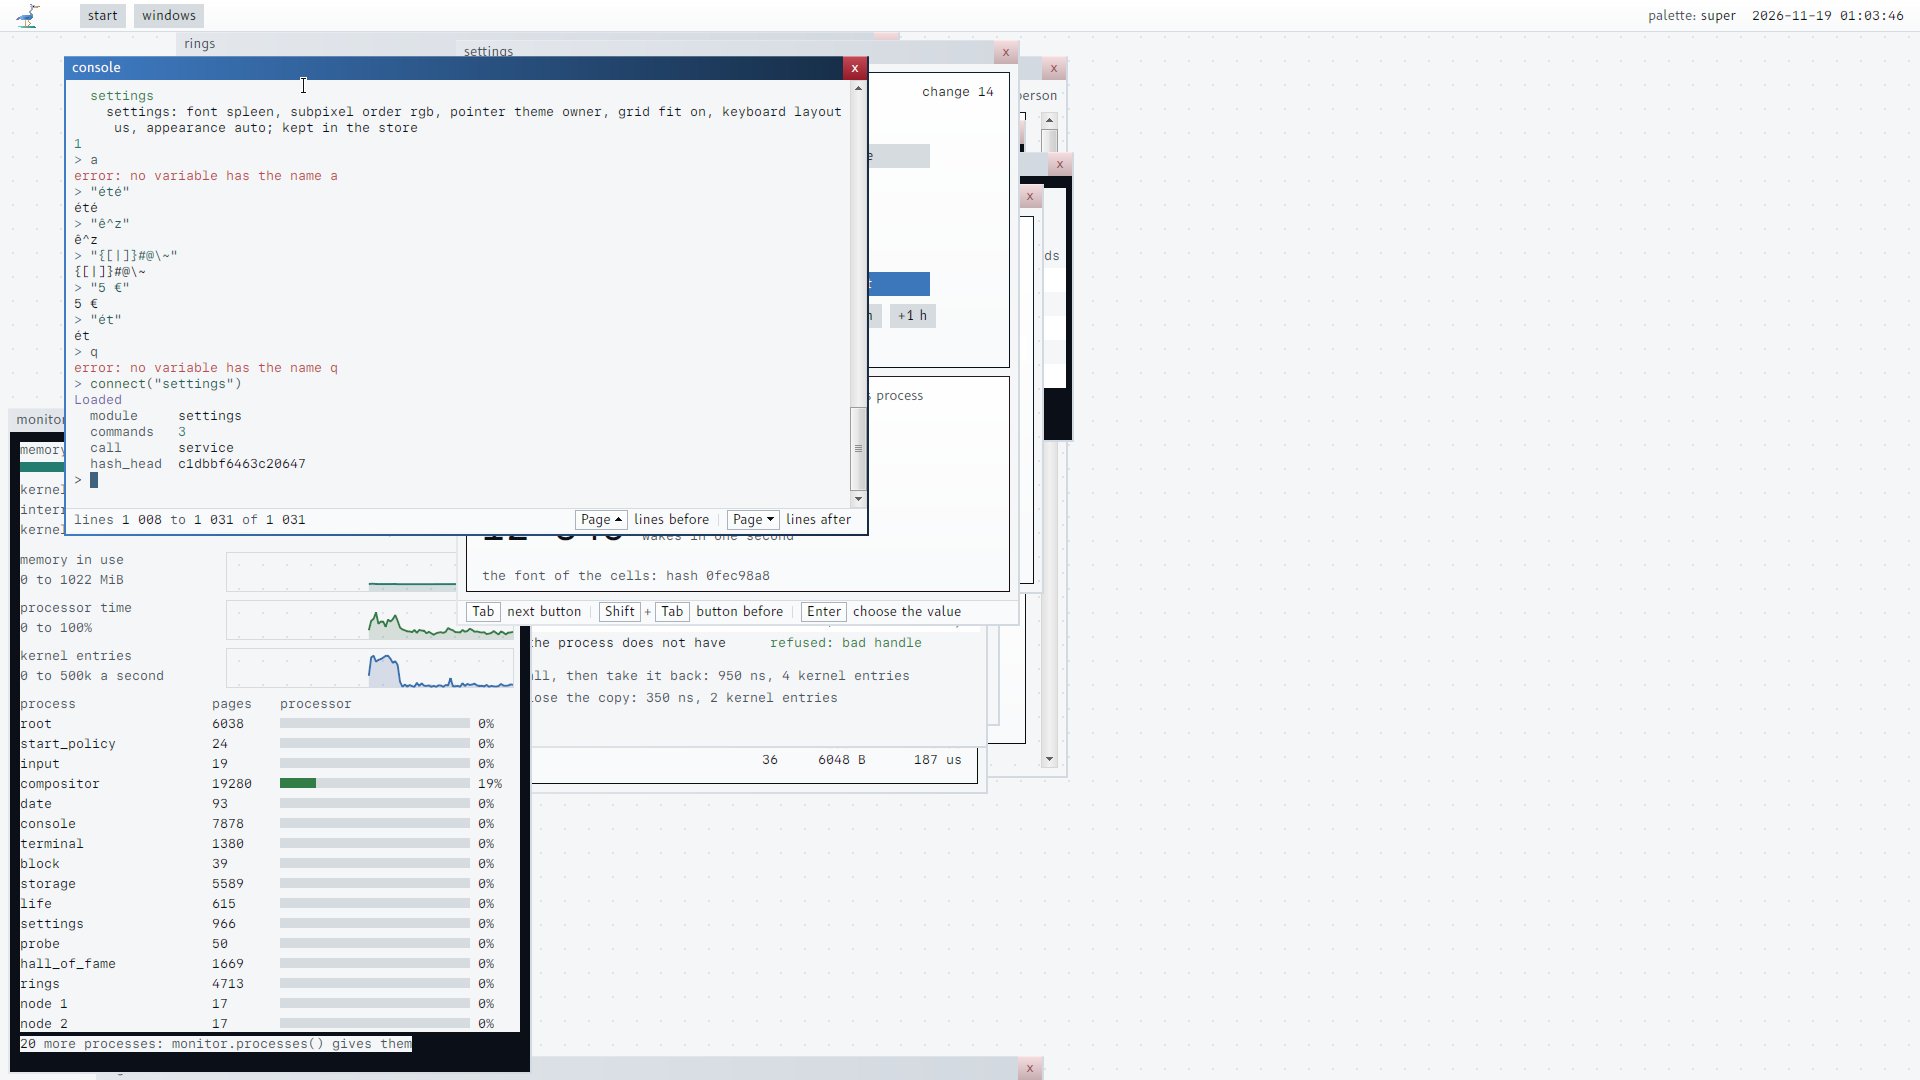 start windows palette: super 2026-11-19 01:03:46
rings
settings
console
settings
settings: font spleen, subpixel order rgb, pointer theme owner, grid fit on, keyboard layout
us, appearance auto; kept in the store
1
> a
error: no variable has the name a
> "été"
été
> "ê^z"
ê^z
> "{[|]}#@\~"
{[|]}#@\~
> "5 €"
5 €
> "ét"
ét
> q
error: no variable has the name q
> connect("settings")
Loaded
module settings
commands 3
call service
hash_head c1dbbf6463c20647
>
lines 1 008 to 1 031 of 1 031 Page lines before Page lines after
change 14
erson
ds
+1 h
process
wakes in one second
the font of the cells: hash 0fec98a8
Tab next button Shift + Tab button before Enter choose the value
the process does not have refused: bad handle
all, then take it back: 950 ns, 4 kernel entries
lose the copy: 350 ns, 2 kernel entries
36 6048 B 187 us
monitor
memory
kernel
inter
kernel
memory in use
0 to 1022 MiB
processor time
0 to 100%
kernel entries
0 to 500k a second
process pages processor
root 6038 0%
start_policy 24 0%
input 19 0%
compositor 19280 19%
date 93 0%
console 7878 0%
terminal 1380 0%
block 39 0%
storage 5589 0%
life 615 0%
settings 966 0%
probe 50 0%
hall_of_fame 1669 0%
rings 4713 0%
node 1 17 0%
node 2 17 0%
20 more processes: monitor.processes() gives them